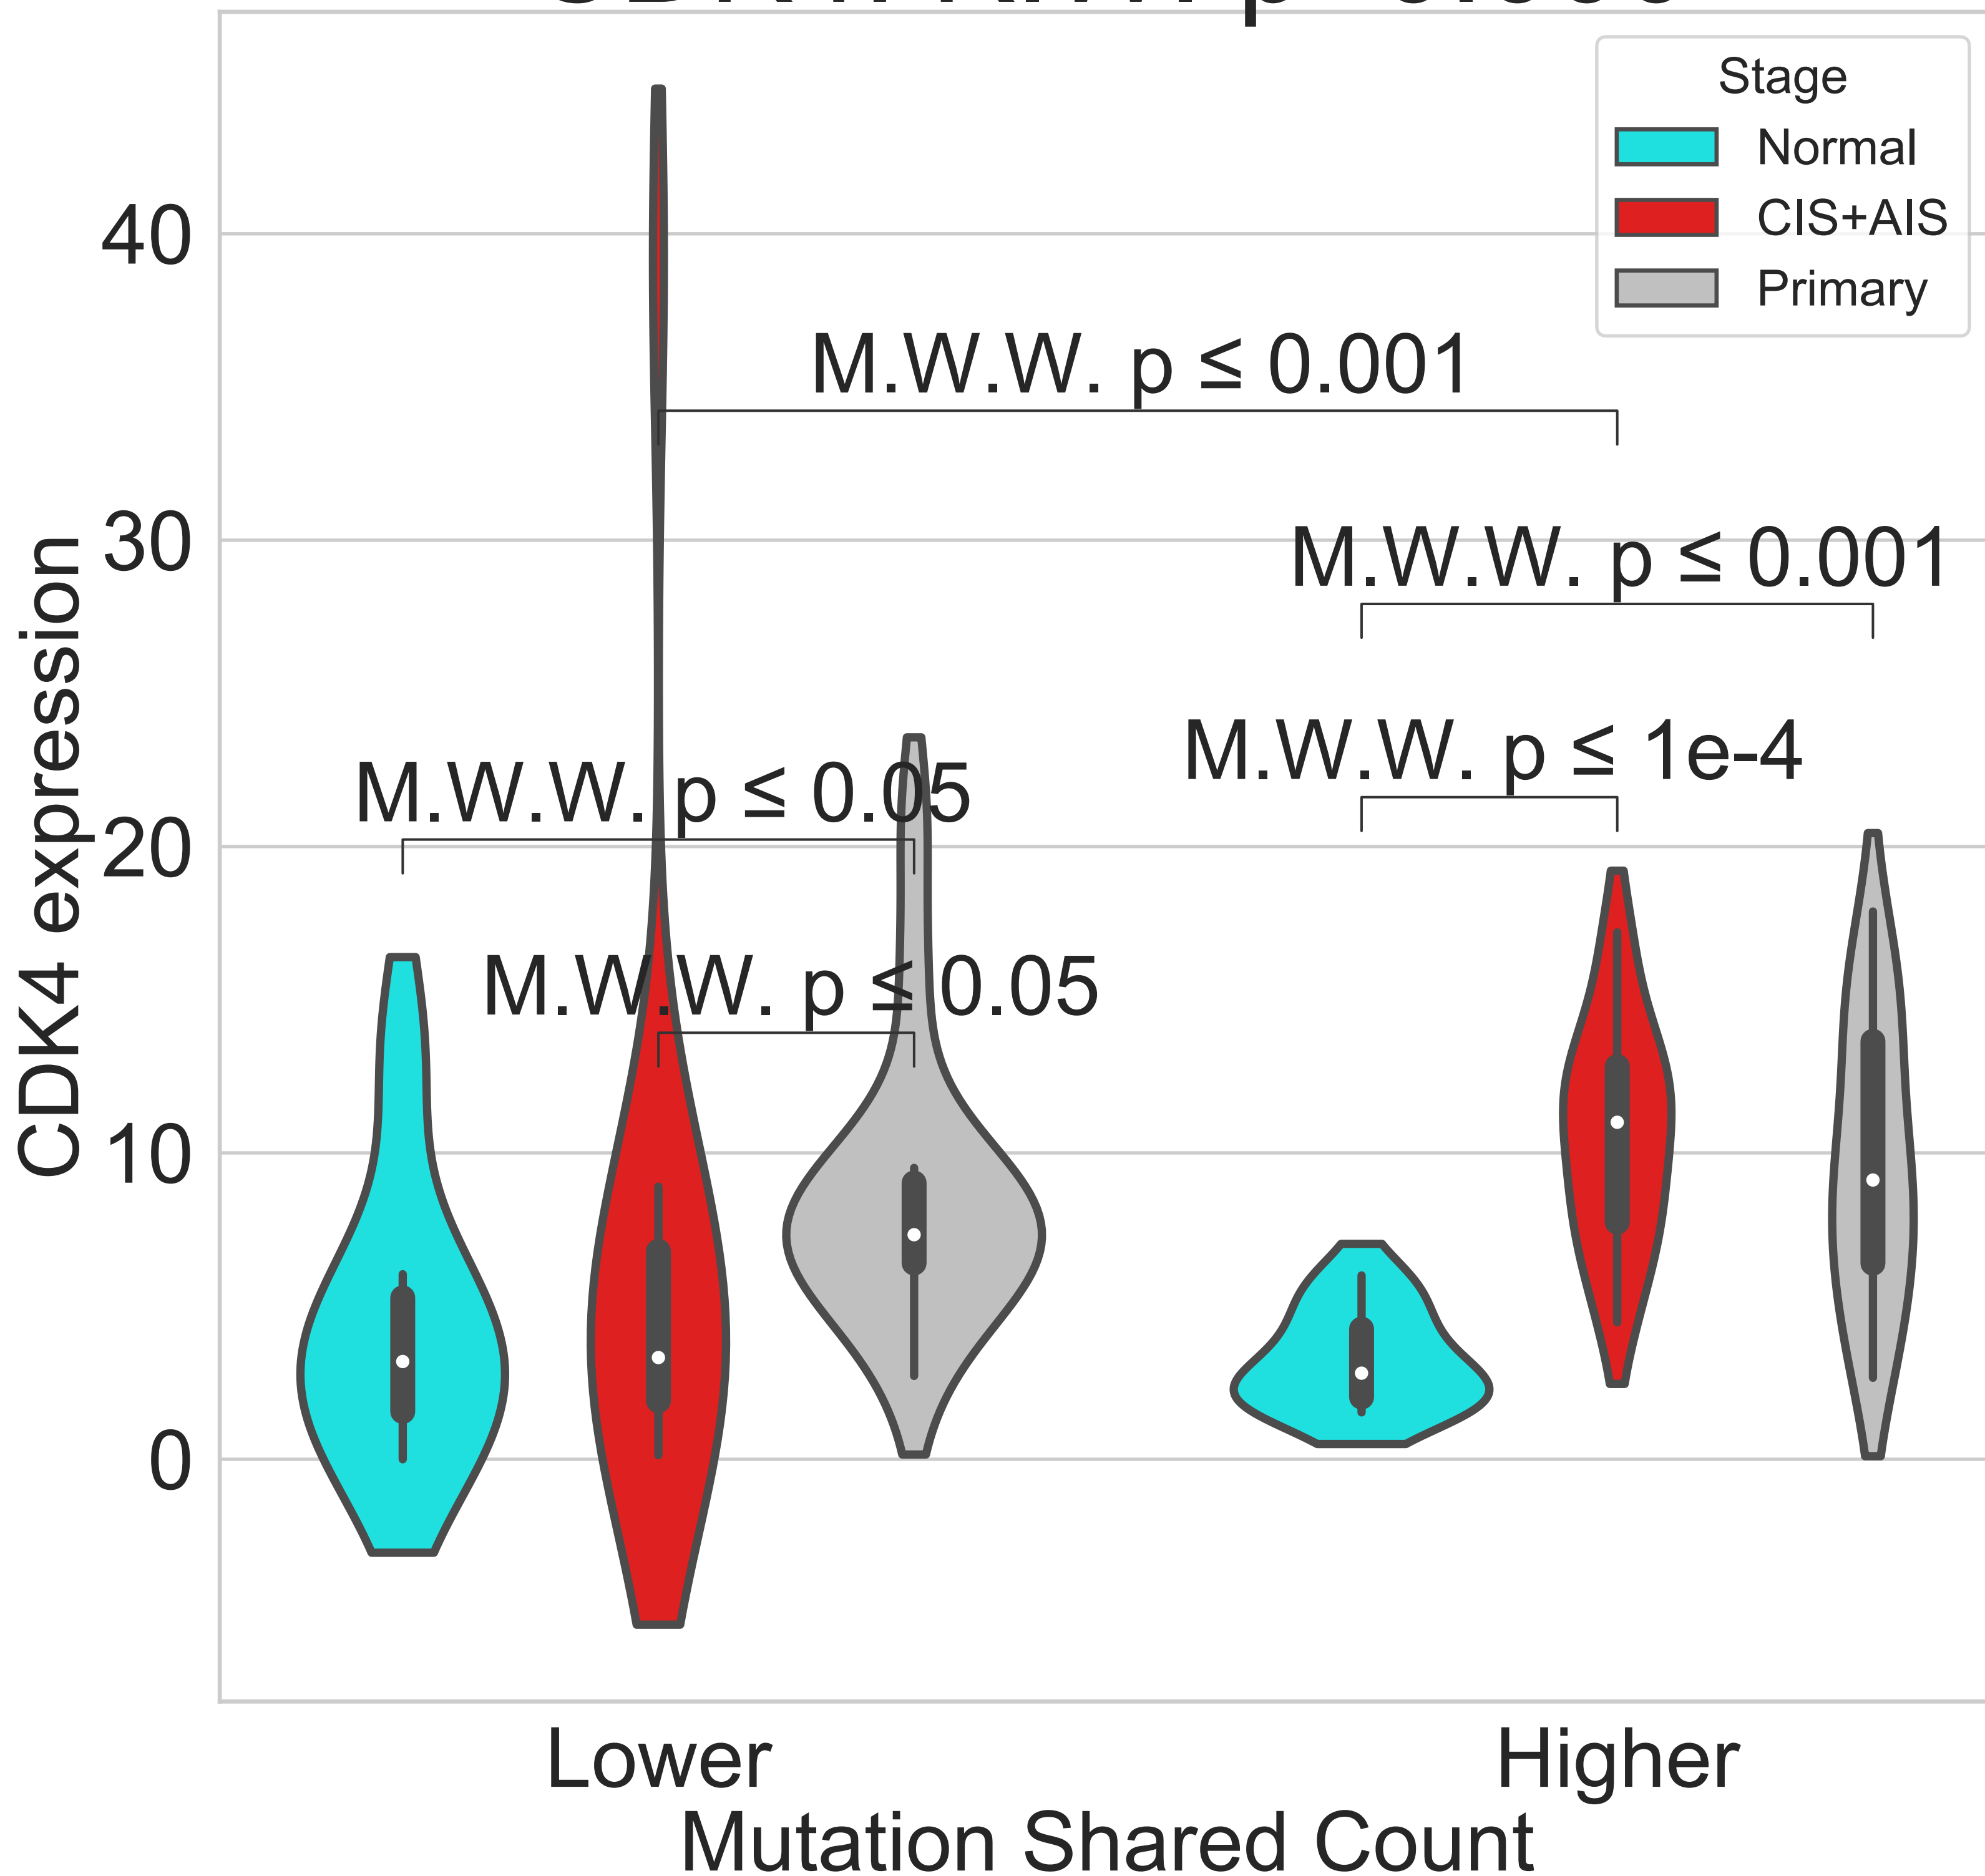 Stage
Normal
CIS+AIS
Primary
40
30
20
10
0
CDK4 expression
M.W.W. p ≤ 0.001
M.W.W. p ≤ 0.001
M.W.W. p ≤ 1e-4
M.W.W. p ≤ 0.05
M.W.W. p ≤ 0.05
Lower
Higher
Mutation Shared Count